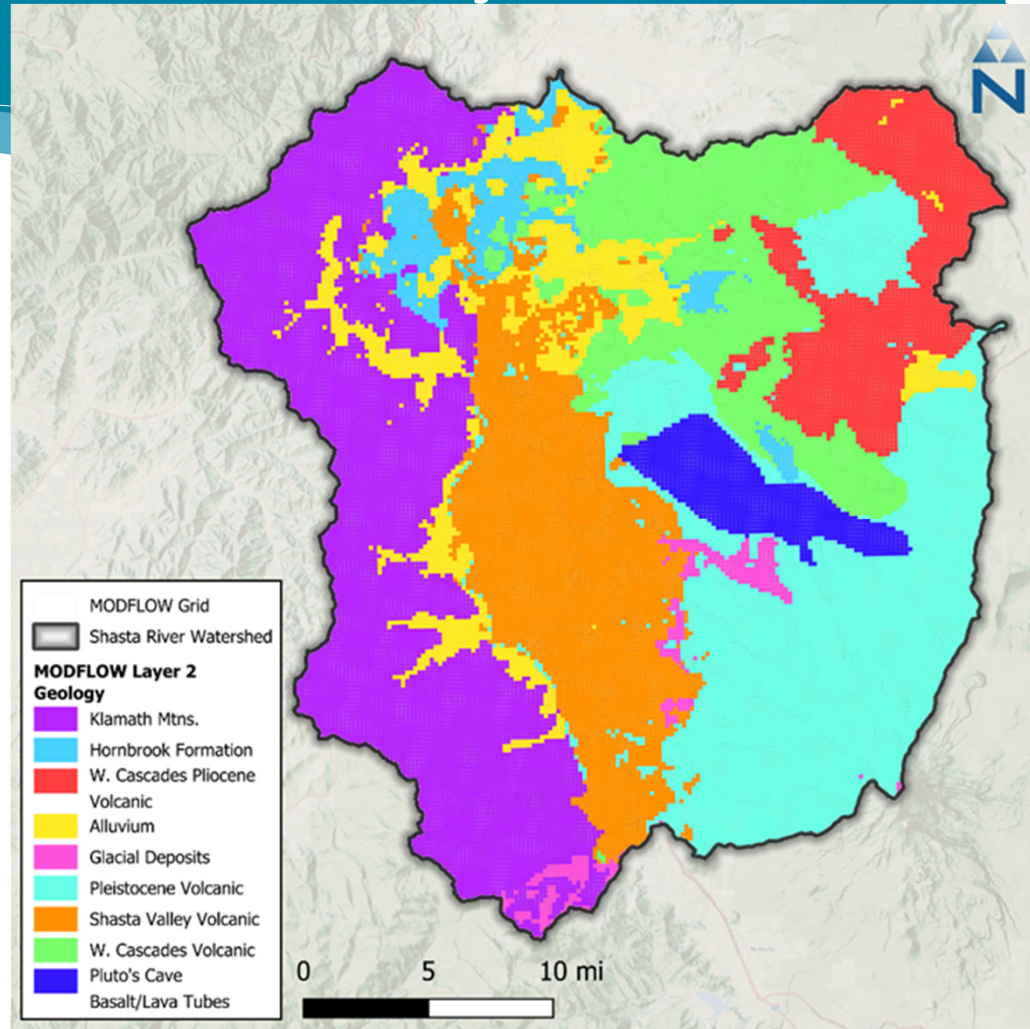 N
MODFLOW Grid
Shasta River Watershed
MODFLOW Layer 2
Geology
Klamath Mtns.
Hornbrook Formation
W. Cascades Pliocene
Volcanic
Alluvium
Glacial Deposits
Pleistocene Volcanic
Shasta Valley Volcanic
W. Cascades Volcanic
Pluto's Cave
Basalt/Lava Tubes
0 5 10 mi